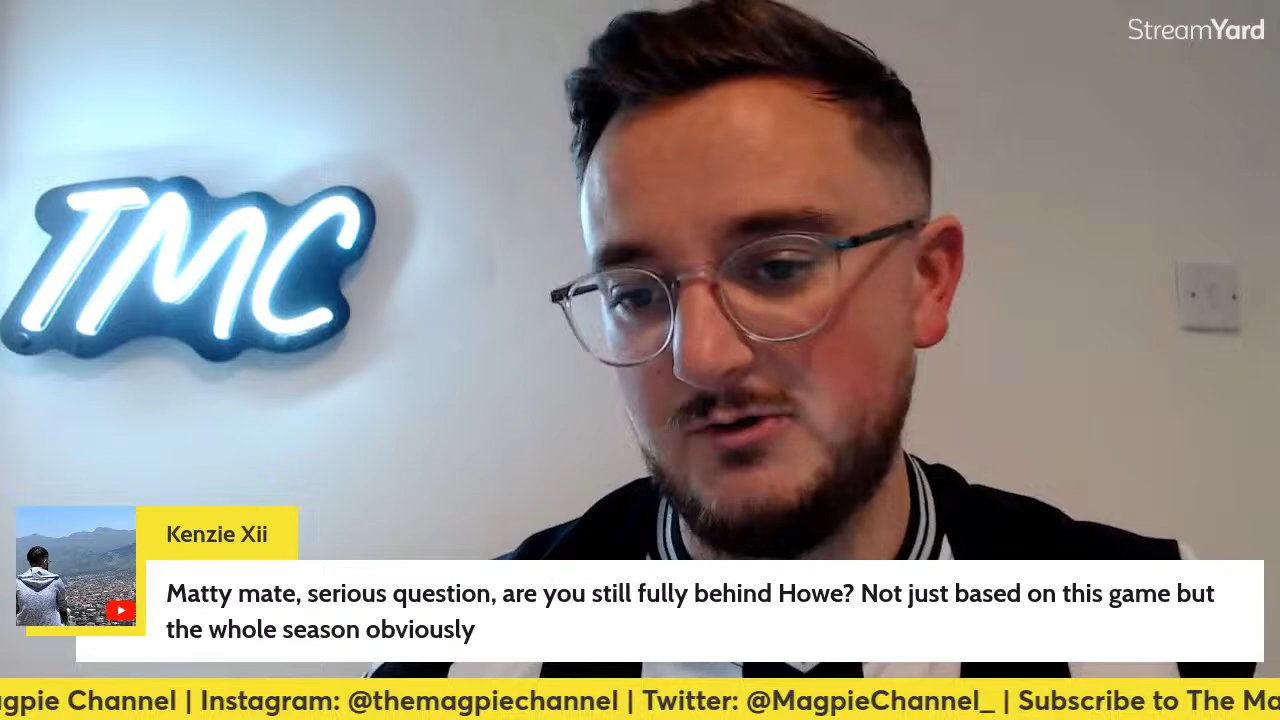 StreamYard
TMC
Kenzie Xii
Matty mate, serious question, are you still fully behind Howe? Not just based on this game but
the whole season obviously
agpie Channel | Instagram: @themagpiechannel | Twitter: @MagpieChannel_ | Subscribe to The Ma